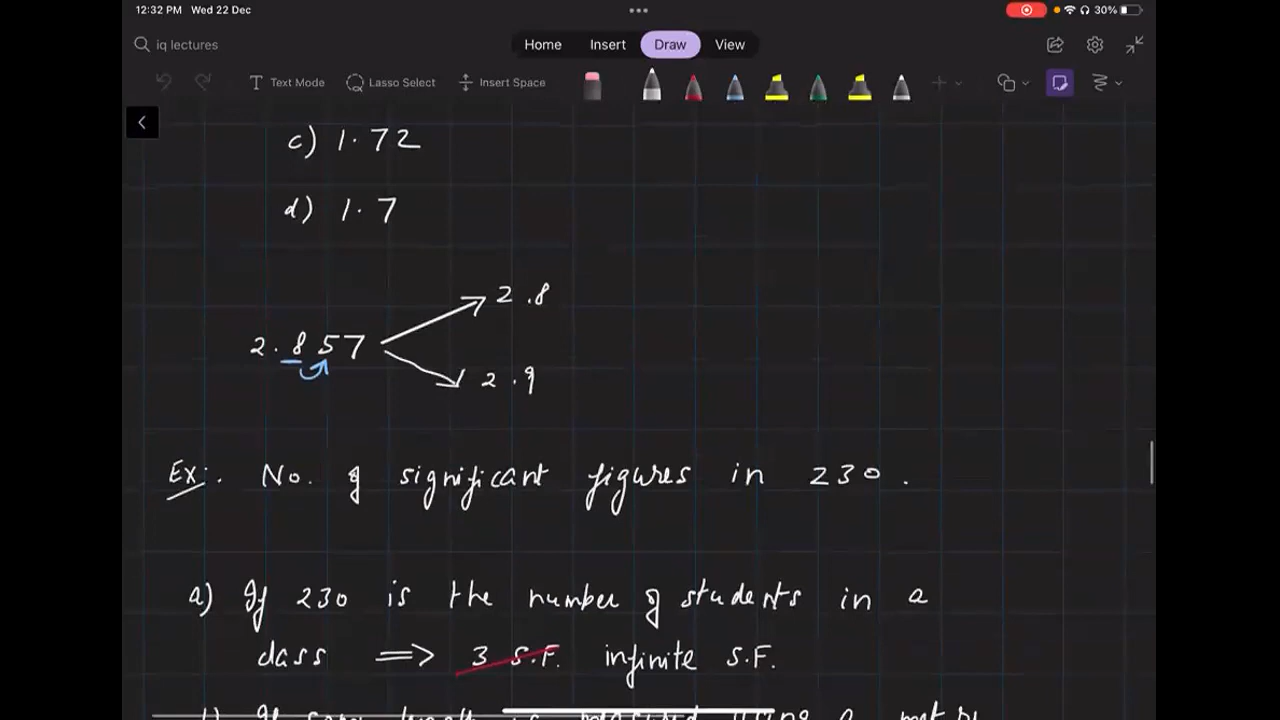 12:32 PM Wed 22 Dec
30%
iq lectures
Home Insert Draw View
Text Mode Lasso Select Insert Space
c) 1.72
d) 1.7
2.8
2.857
2.9
Ex: No. of significant figures in 230.
a) If 230 is the number of students in a
class ⇒ 3 S.F. infinite S.F.